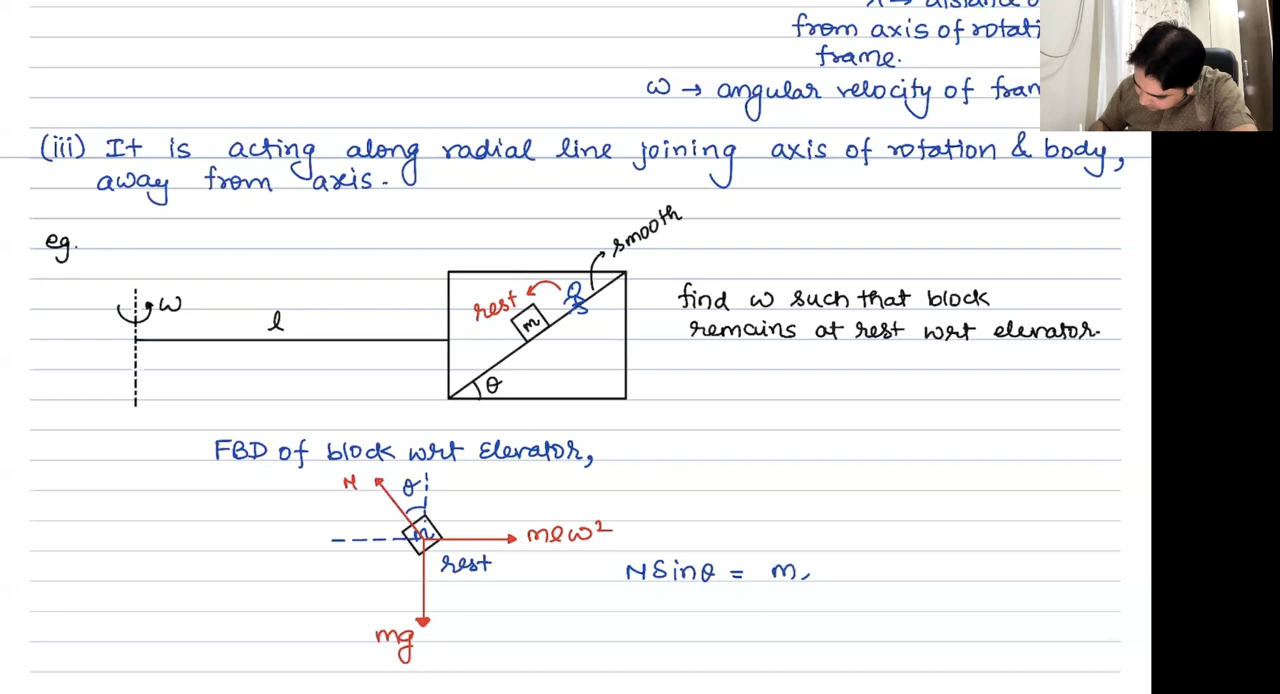 from axis of rotati
frame.
ω → angular velocity of fram
(iii) It is acting along radial line joining axis of rotation & body,
away from axis.
eg.
smooth
ω
l
rest
m
θ
find ω such that block
remains at rest wrt elevator.
FBD of block wrt Elevator,
N
θ
m
mlω²
rest
NSinθ = m
mg